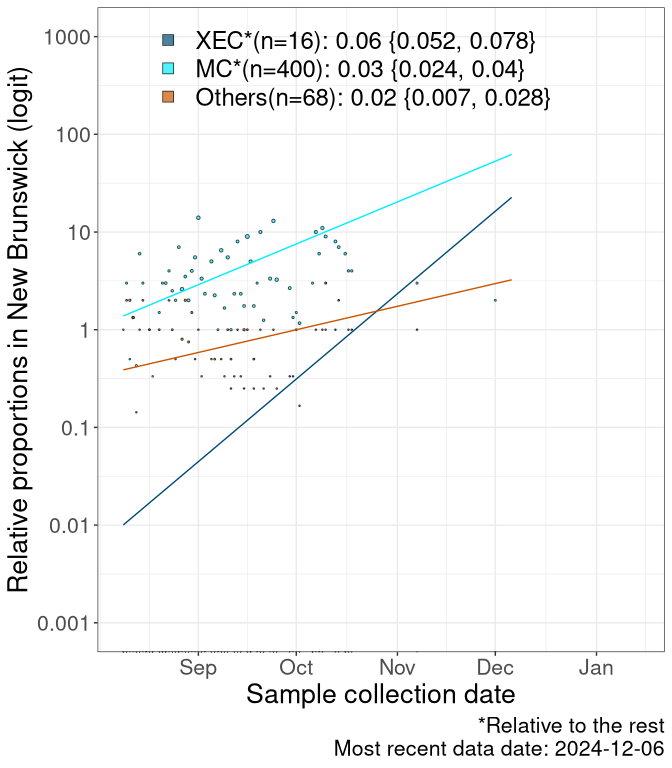 XEC*(n=16): 0.06 {0.052, 0.078}
MC*(n=400): 0.03 {0.024, 0.04}
Others(n=68): 0.02 {0.007, 0.028}
Relative proportions in New Brunswick (logit)
1000
100
10
1
0.1
0.01
0.001
Sep Oct Nov Dec Jan
Sample collection date
*Relative to the rest
Most recent data date: 2024-12-06